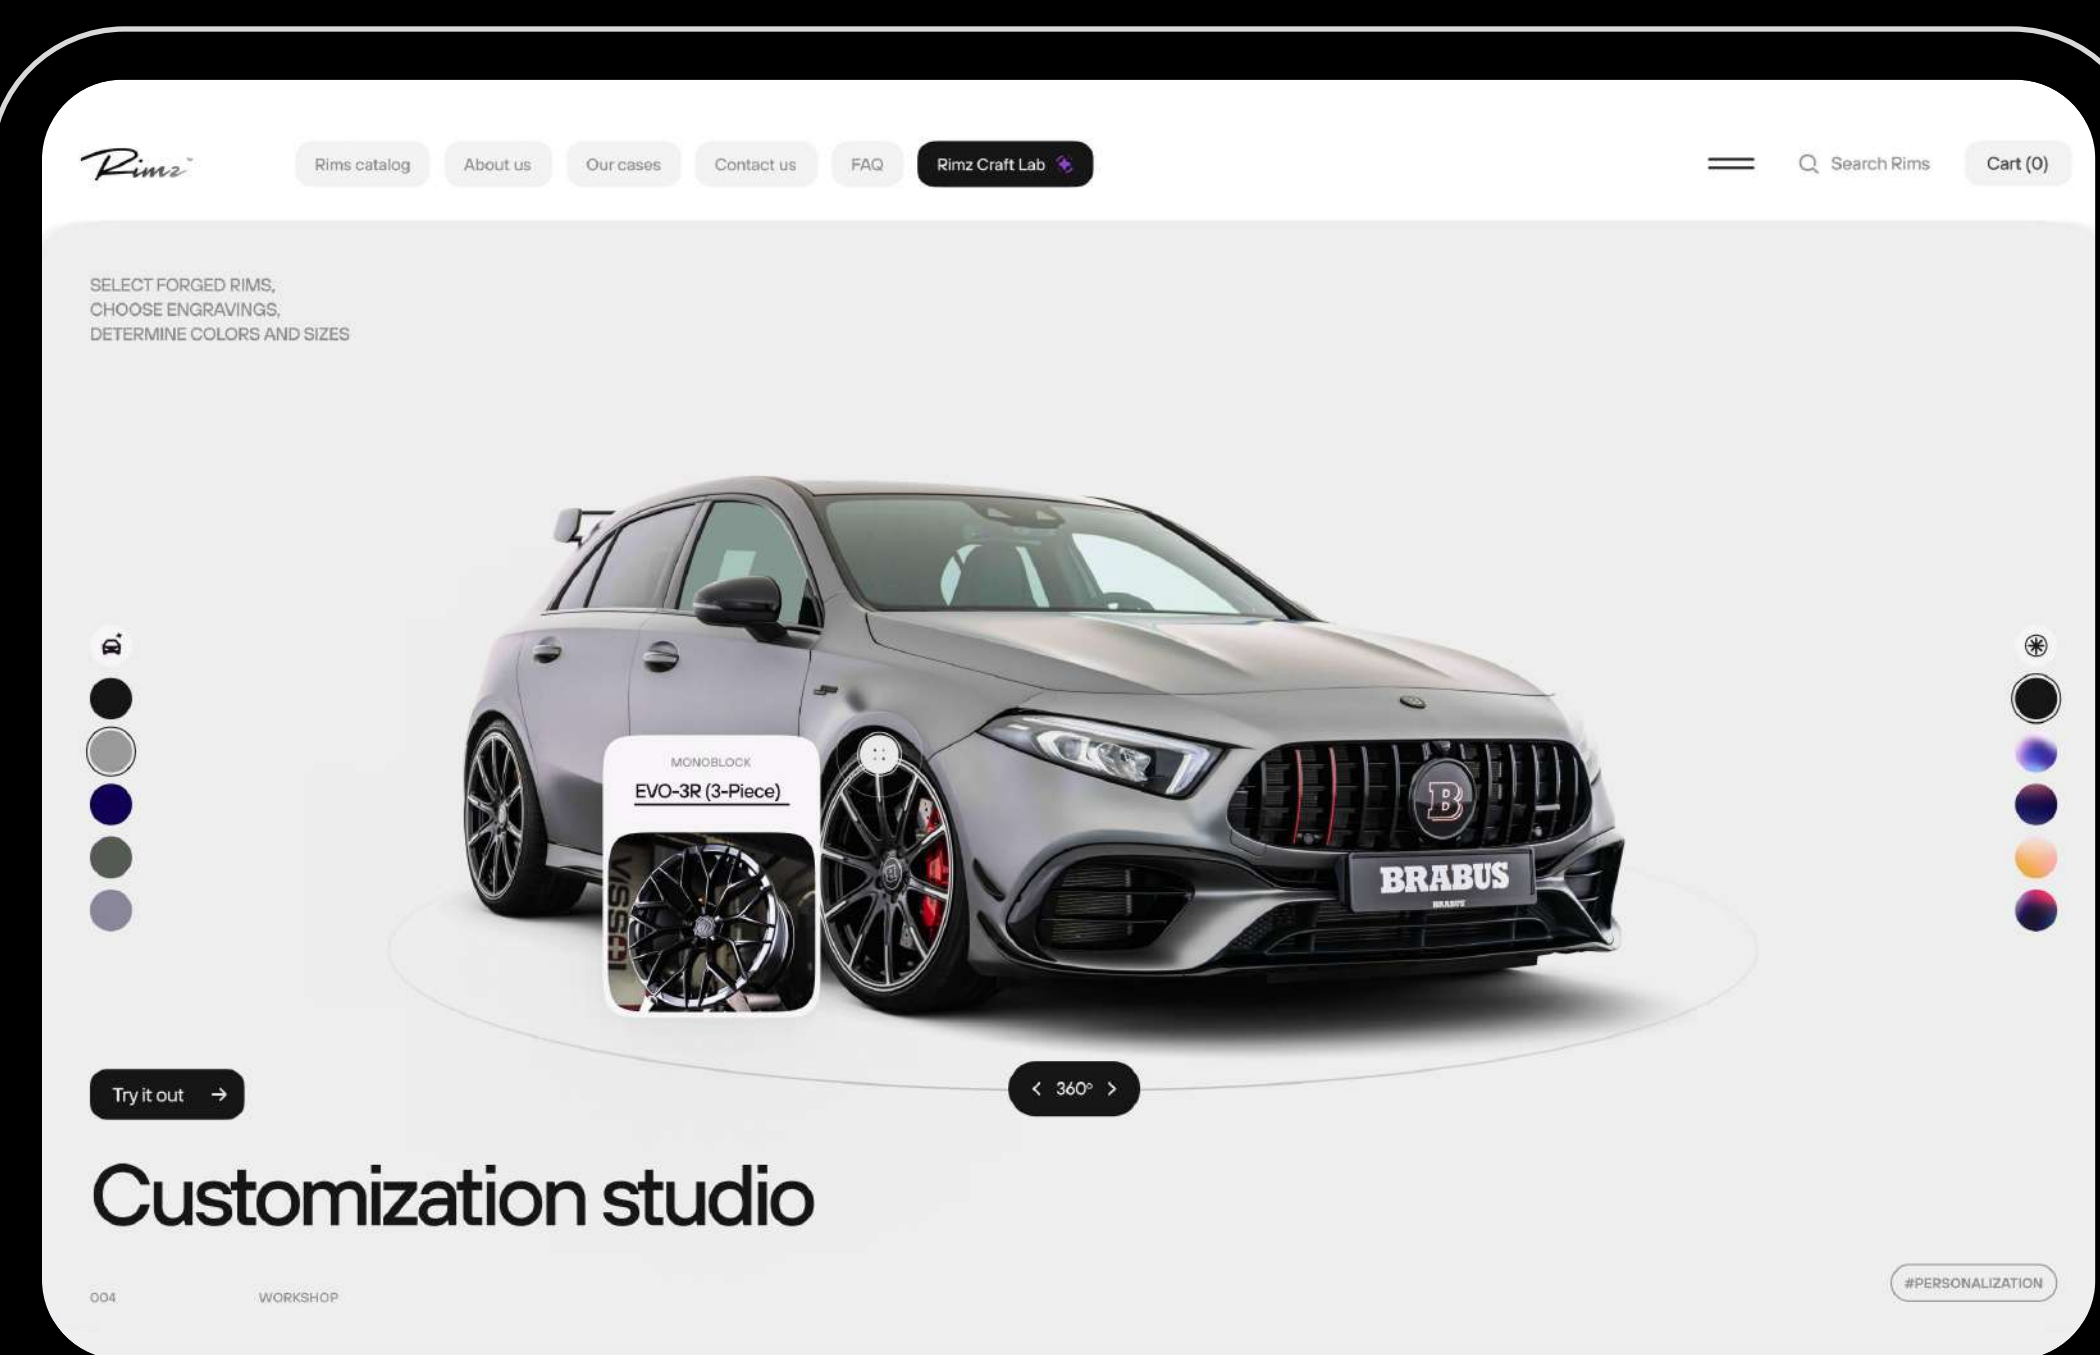 Rimz™
Rims catalog
About us
Our cases
Contact us
FAQ
Rimz Craft Lab
Search Rims
Cart (0)
SELECT FORGED RIMS,
CHOOSE ENGRAVINGS,
DETERMINE COLORS AND SIZES
MONOBLOCK
EVO-3R (3-Piece)
B
BRABUS
BRABUS
Try it out →
< 360° >
Customization studio
004
WORKSHOP
#PERSONALIZATION